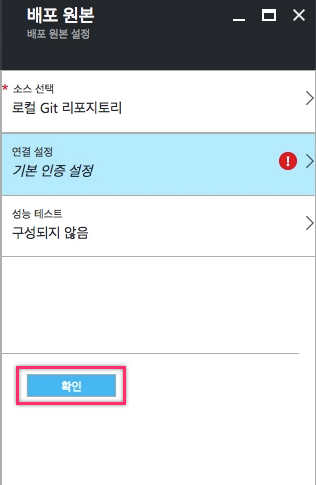 배포 원본
배포 원본 설정
* 소스 선택
로컬 Git 리포지토리
연결 설정
기본 인증 설정
성능 테스트
구성되지 않음
확인